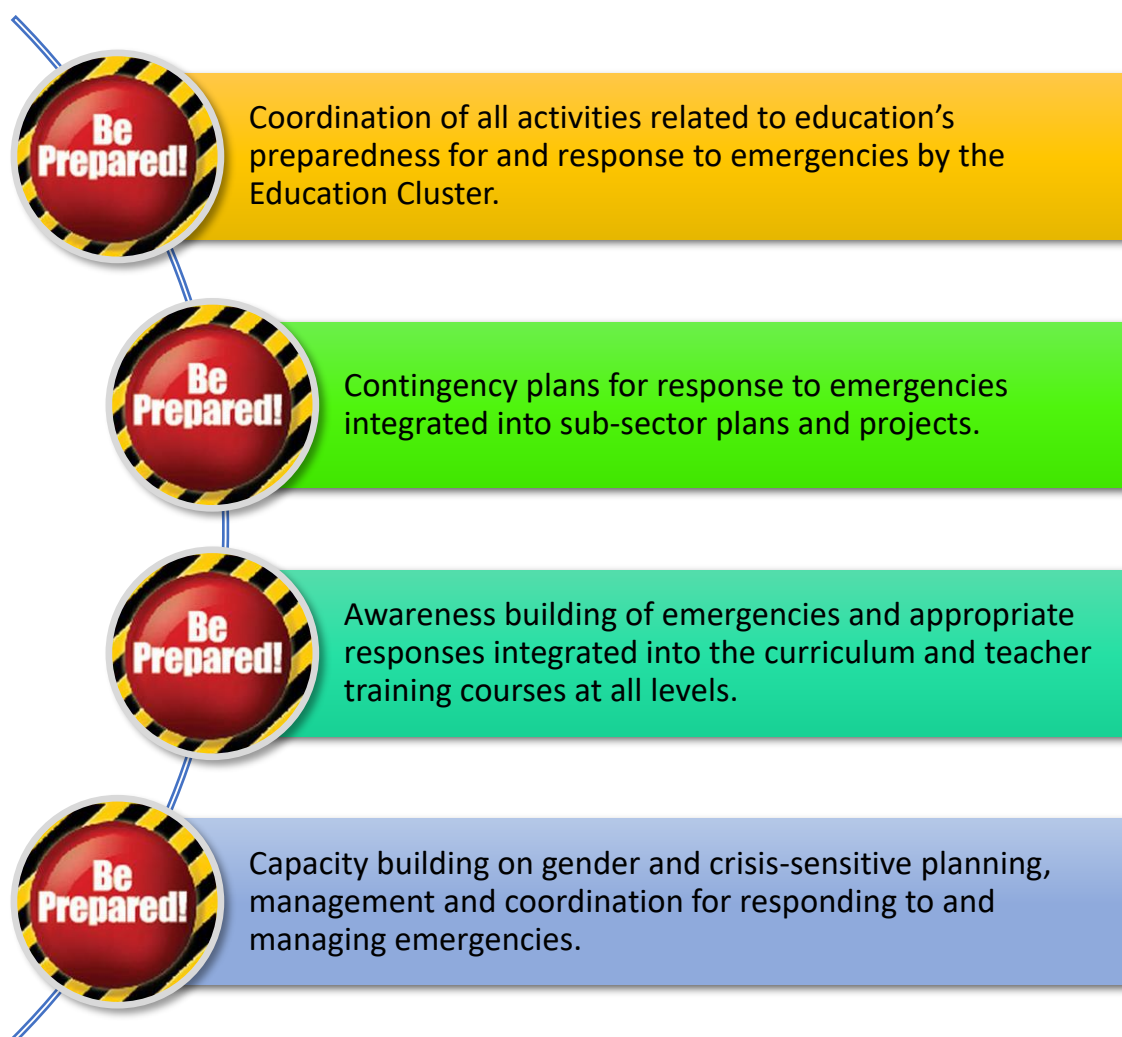 Be
Prepared!
Coordination of all activities related to education’s
preparedness for and response to emergencies by the
Education Cluster.
Be
Prepared!
Contingency plans for response to emergencies
integrated into sub-sector plans and projects.
Be
Prepared!
Awareness building of emergencies and appropriate
responses integrated into the curriculum and teacher
training courses at all levels.
Be
Prepared!
Capacity building on gender and crisis-sensitive planning,
management and coordination for responding to and
managing emergencies.